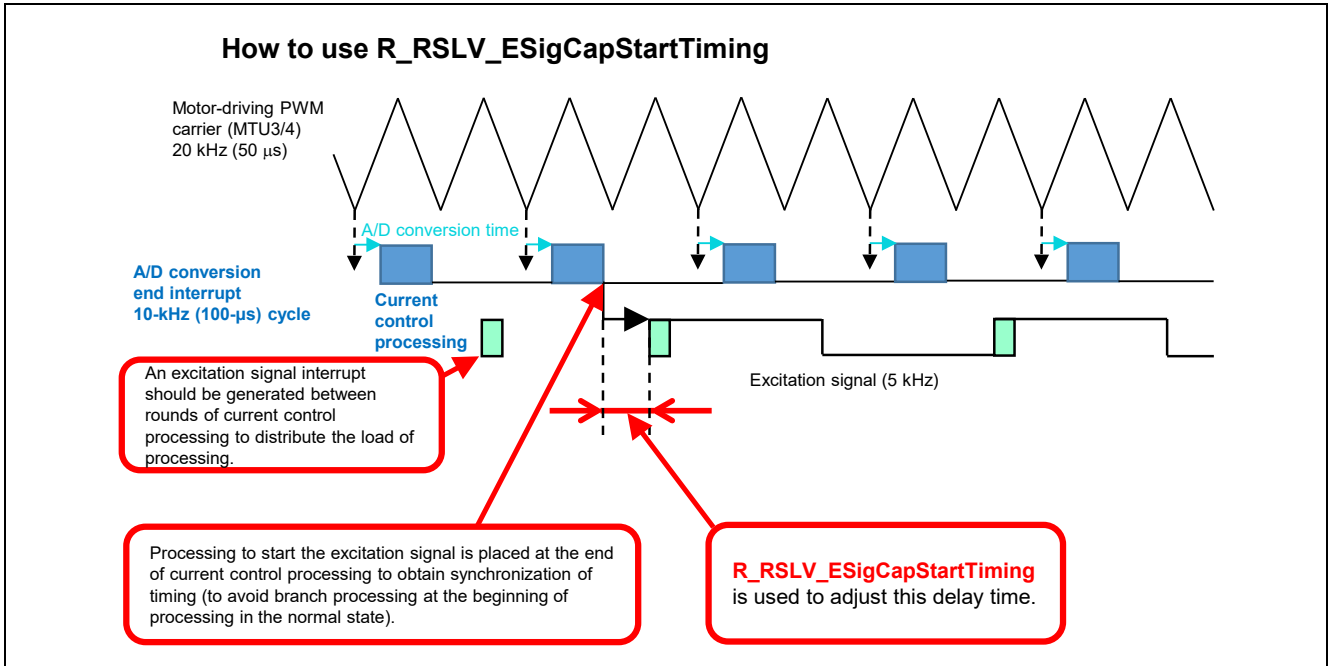 How to use R_RSLV_ESigCapStartTiming
Motor-driving PWM
carrier (MTU3/4)
20 kHz (50 μs)
A/D conversion time
A/D conversion
end interrupt
10-kHz (100-µs) cycle
Current
control
processing
An excitation signal interrupt
should be generated between
rounds of current control
processing to distribute the load of
processing.
Excitation signal (5 kHz)
Processing to start the excitation signal is placed at the end
of current control processing to obtain synchronization of
timing (to avoid branch processing at the beginning of
processing in the normal state).
R_RSLV_ESigCapStartTiming
is used to adjust this delay time.